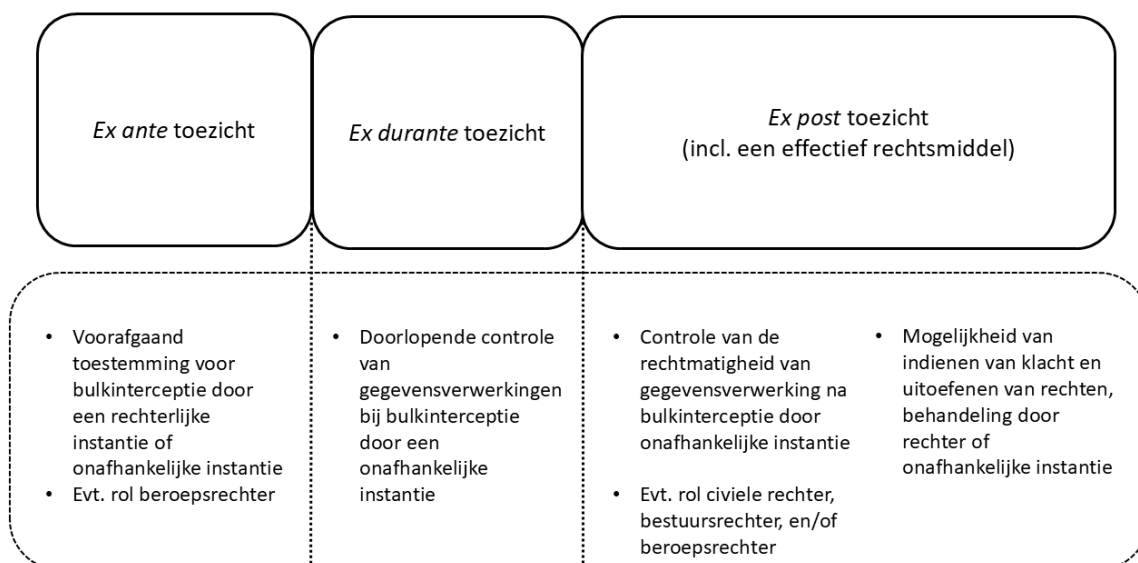 Ex ante toezicht
Ex durante toezicht
Ex post toezicht
(incl. een effectief rechtsmiddel)
• Voorafgaand
toestemming voor
bulkinterceptie door
een rechterlijke
instantie of
onafhankelijke instantie
• Evt. rol beroepsrechter
• Doorlopende controle
van
gegevensverwerkingen
bij bulkinterceptie
door een
onafhankelijke
instantie
• Controle van de
rechtmatigheid van
gegevensverwerking na
bulkinterceptie door
onafhankelijke instantie
• Evt. rol civiele rechter,
bestuursrechter, en/of
beroepsrechter
• Mogelijkheid van
indienen van klacht en
uitoefenen van rechten,
behandeling door
rechter of
onafhankelijke instantie